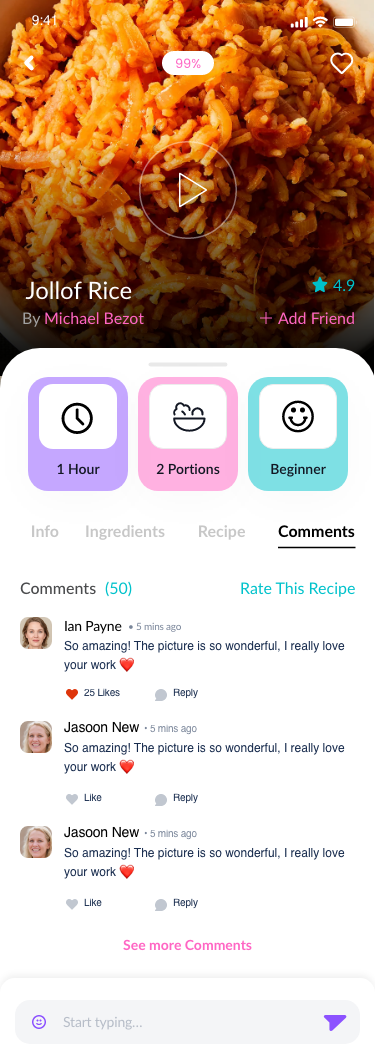 9:41
99%
Jollof Rice
4.9
By Michael Bezot
+ Add Friend
1 Hour
2 Portions
Beginner
Info
Ingredients
Recipe
Comments
Comments (50)
Rate This Recipe
Ian Payne • 5 mins ago
So amazing! The picture is so wonderful, I really love
your work ❤️
25 Likes
Reply
Jasoon New • 5 mins ago
So amazing! The picture is so wonderful, I really love
your work ❤️
Like
Reply
Jasoon New • 5 mins ago
So amazing! The picture is so wonderful, I really love
your work ❤️
Like
Reply
See more Comments
Start typing...